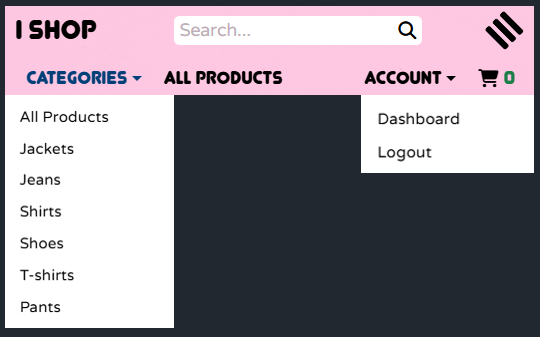 I SHOP
Search...
CATEGORIES
ALL PRODUCTS
ACCOUNT
0
All Products
Jackets
Jeans
Shirts
Shoes
T-shirts
Pants
Dashboard
Logout